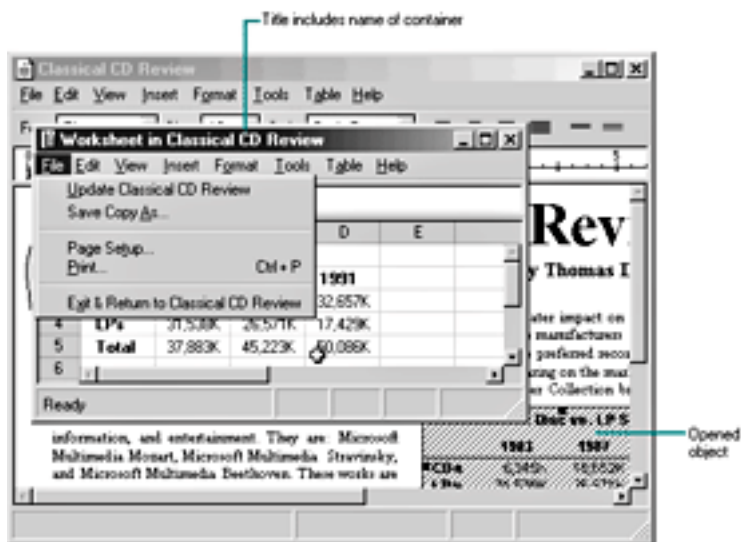 Title includes name of container
Classical CD Review
File Edit View Insert Format Tools Table Help
Worksheet in Classical CD Review
File Edit View Insert Format Tools Table Help
Update Classical CD Review
Save Copy As...
Page Setup...
Print... Ctrl + P
Exit & Return to Classical CD Review
D E
1991
32,657K
4 LPs 31,538K 26,571K 17,429K
5 Total 37,883K 45,223K 50,086K
6
Ready
Rev
y Thomas
ater impact on
manufacturers
preferred
on the
Collection
Disc vs. LP S
1983 1987
CDs 6,345K 18,652K
information, and entertainment. They are: Microsoft
Multimedia Mozart, Microsoft Multimedia Stravinsky,
and Microsoft Multimedia Beethoven. These works are
Opened
object